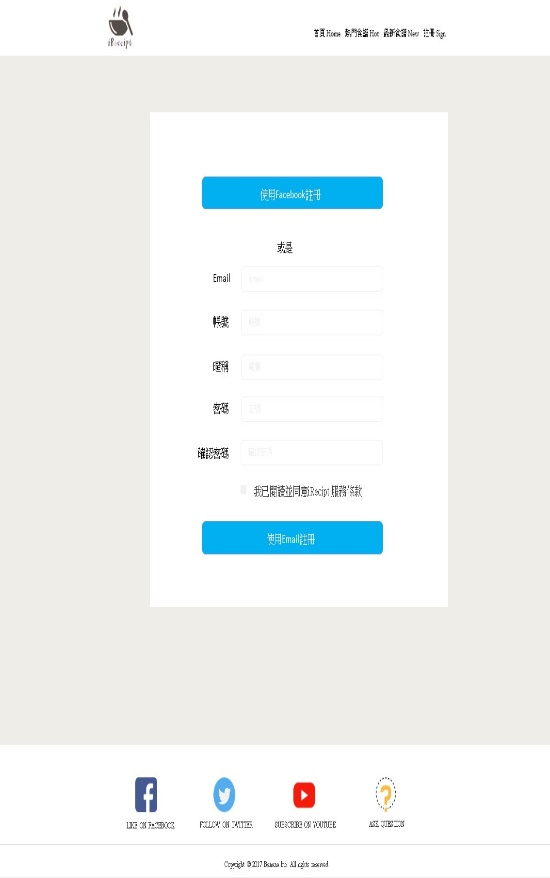 iReceipt
首頁 Home 熱門食譜 Hot 最新食譜 New 註冊 Sign
使用Facebook註冊
或是
Email
帳號 帳號
暱稱 暱稱
密碼 密碼
確認密碼 確認密碼
我已閱讀並同意iRecipt 服務條款
使用Email註冊
LIKE ON FACEBOOK FOLLOW ON TWITTER SUBSCRIBE ON YOUTUBE ASK QUESTION
Copyright © 2017 Banana Inc. All rights reserved.